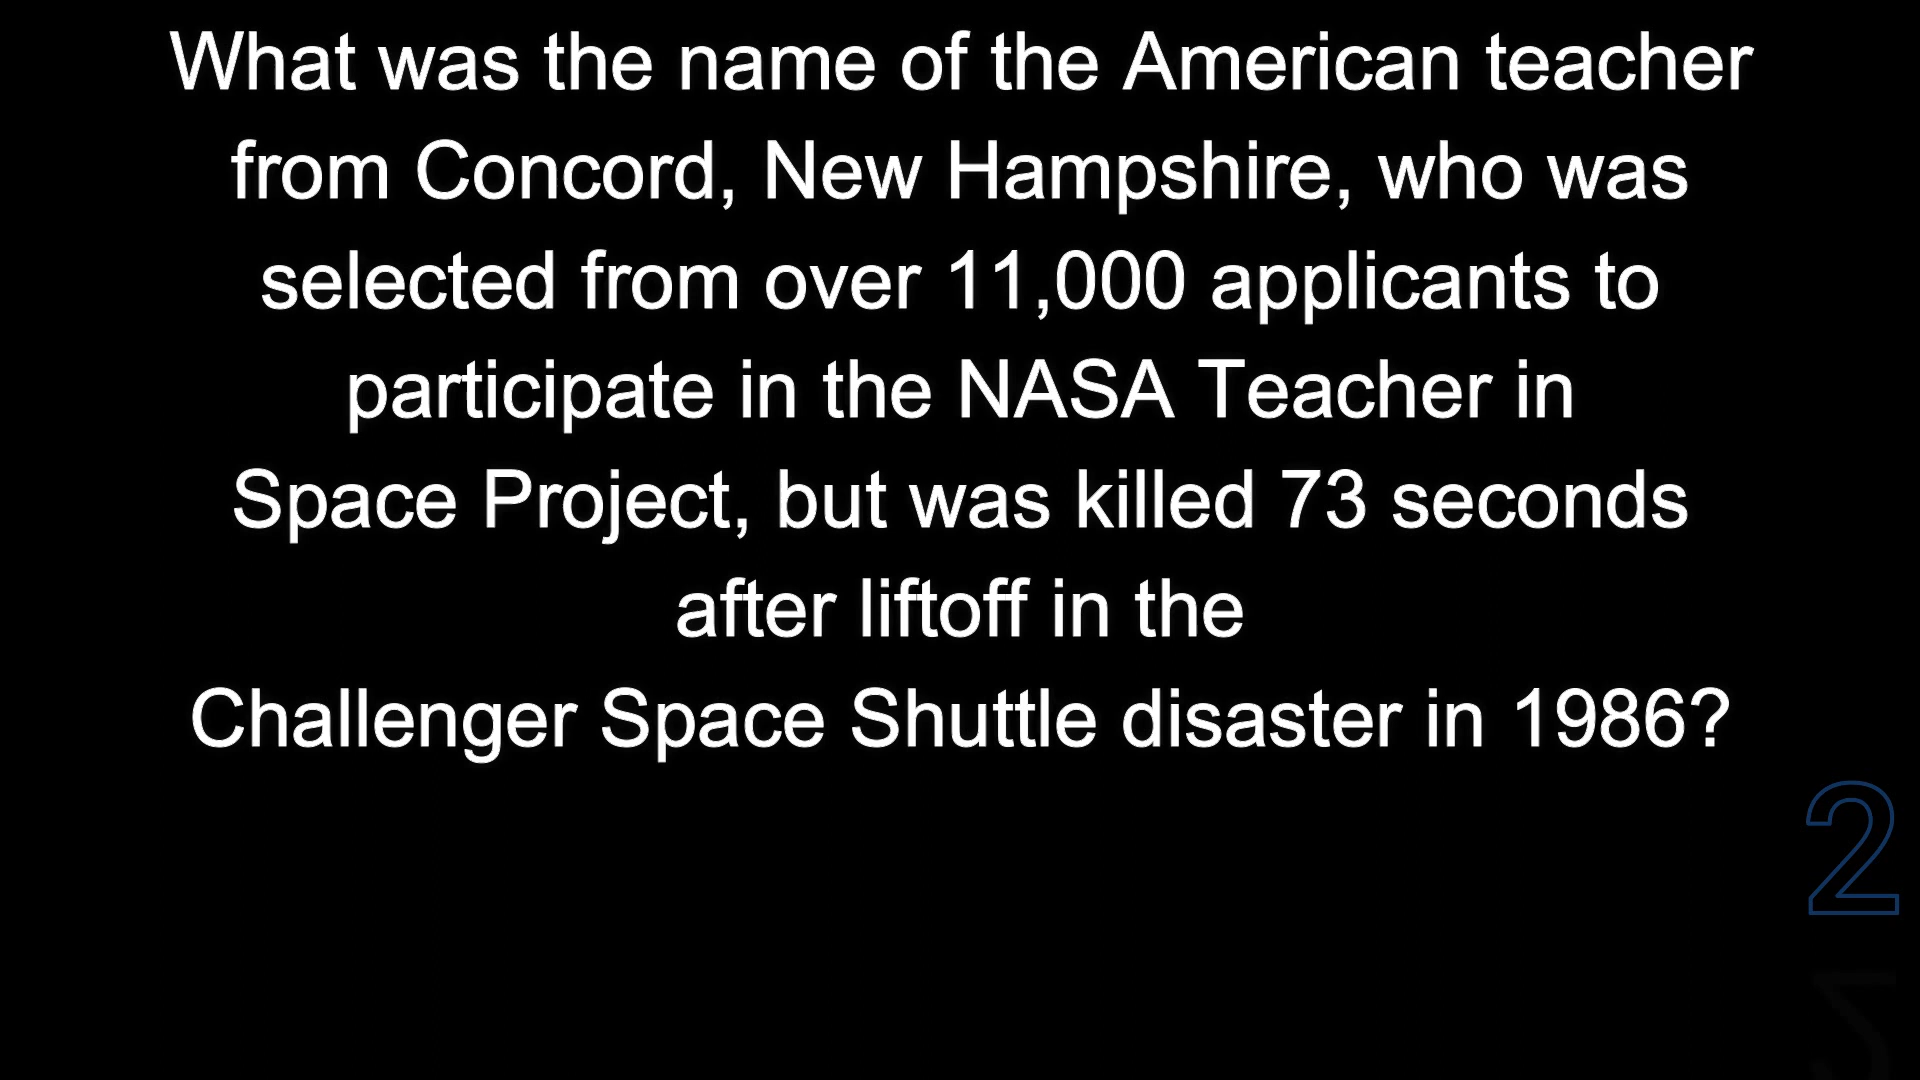 What was the name of the American teacher
from Concord, New Hampshire, who was
selected from over 11,000 applicants to
participate in the NASA Teacher in
Space Project, but was killed 73 seconds
after liftoff in the
Challenger Space Shuttle disaster in 1986?
2